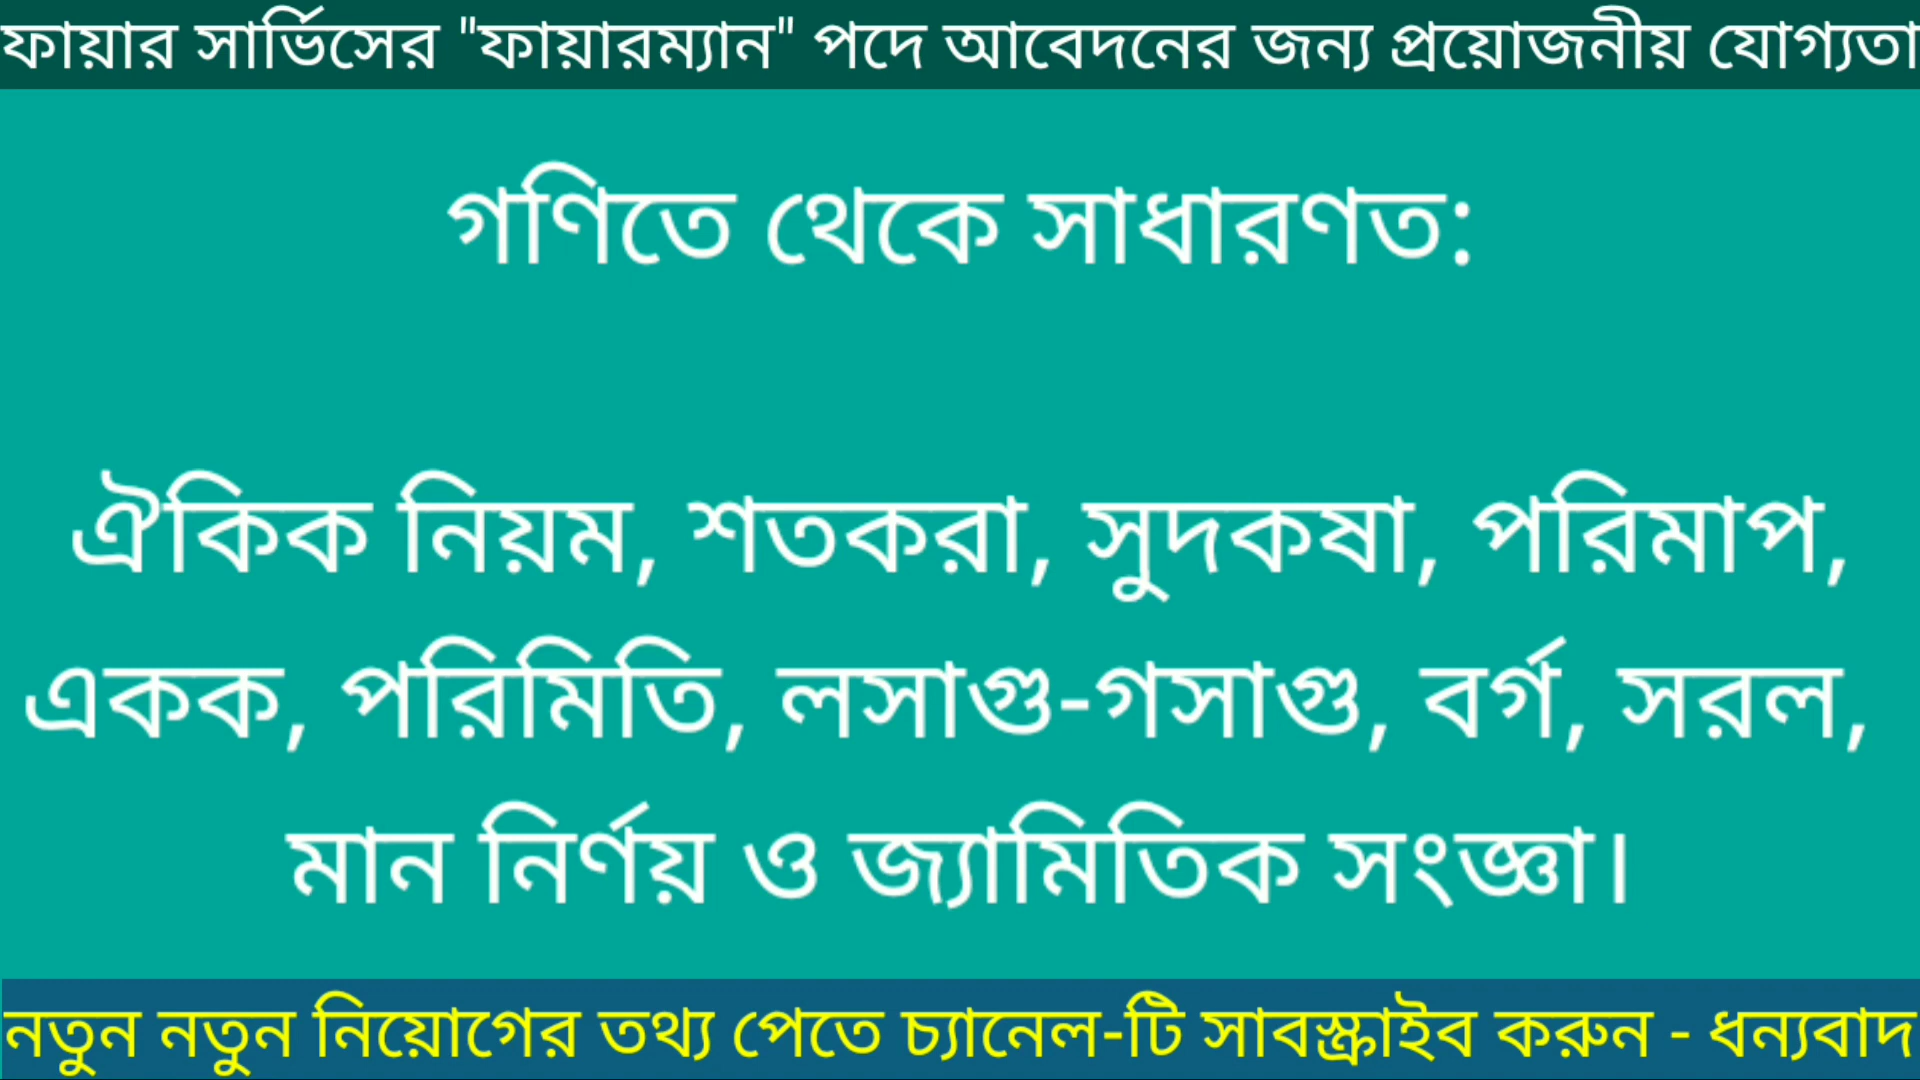 ফায়ার সার্ভিসের "ফায়ারম্যান" পদে আবেদনের জন্য প্রয়োজনীয় যোগ্যতা
গণিতে থেকে সাধারণত:
ঐকিক নিয়ম, শতকরা, সুদকষা, পরিমাপ,
একক, পরিমিতি, লসাগু-গসাগু, বর্গ, সরল,
মান নির্ণয় ও জ্যামিতিক সংজ্ঞা।
নতুন নতুন নিয়োগের তথ্য পেতে চ্যানেল-টি সাবস্ক্রাইব করুন - ধন্যবাদ